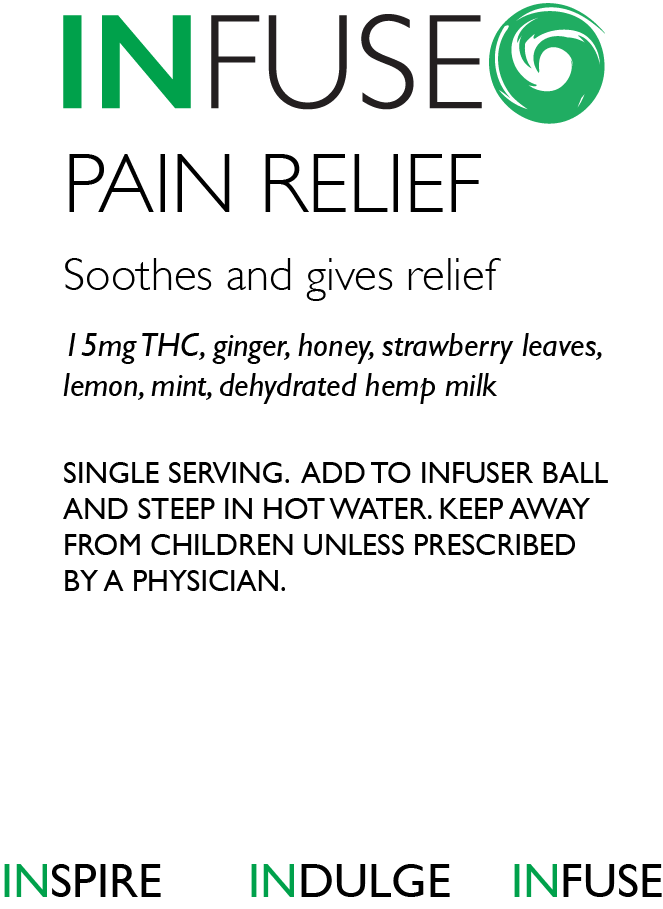 INFUSE
PAIN RELIEF
Soothes and gives relief
15mg THC, ginger, honey, strawberry leaves,
lemon, mint, dehydrated hemp milk
SINGLE SERVING. ADD TO INFUSER BALL
AND STEEP IN HOT WATER. KEEP AWAY
FROM CHILDREN UNLESS PRESCRIBED
BY A PHYSICIAN.
INSPIRE INDULGE INFUSE